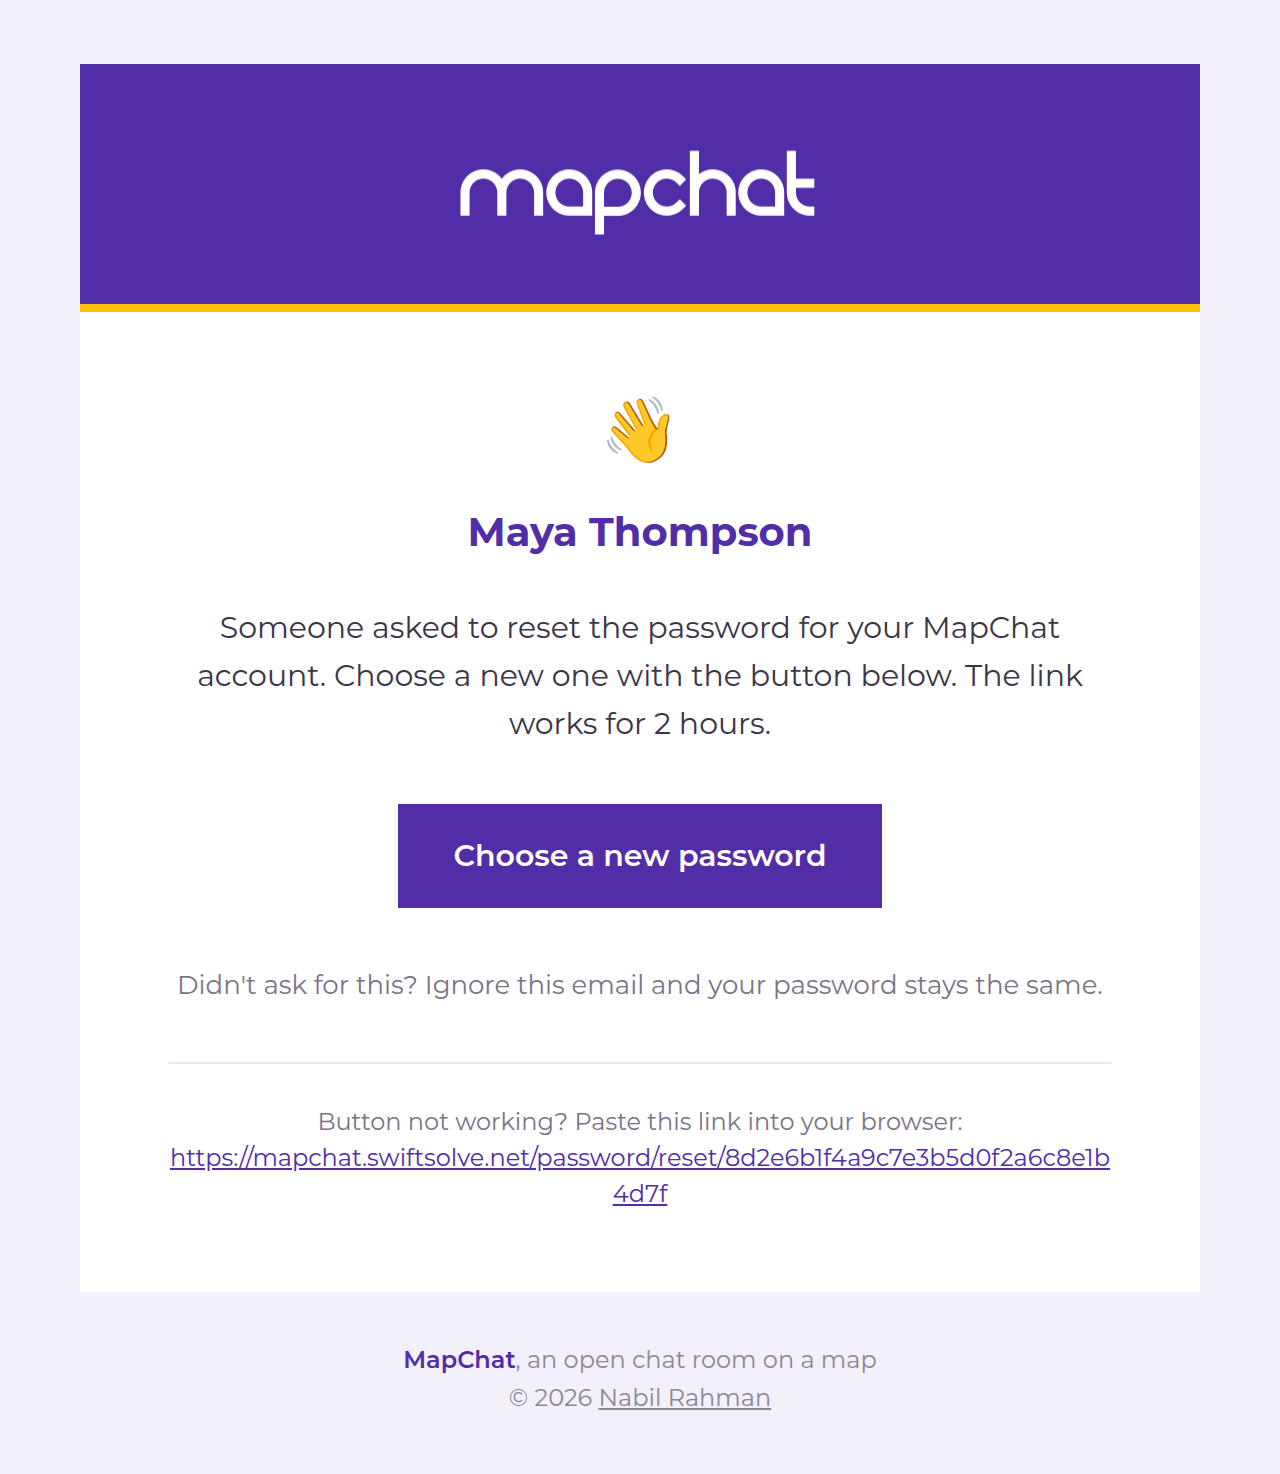 mapchat
👋
Maya Thompson
Someone asked to reset the password for your MapChat
account. Choose a new one with the button below. The link
works for 2 hours.
Choose a new password
Didn't ask for this? Ignore this email and your password stays the same.
Button not working? Paste this link into your browser:
https://mapchat.swiftsolve.net/password/reset/8d2e6b1f4a9c7e3b5d0f2a6c8e1b
4d7f
MapChat, an open chat room on a map
© 2026 Nabil Rahman